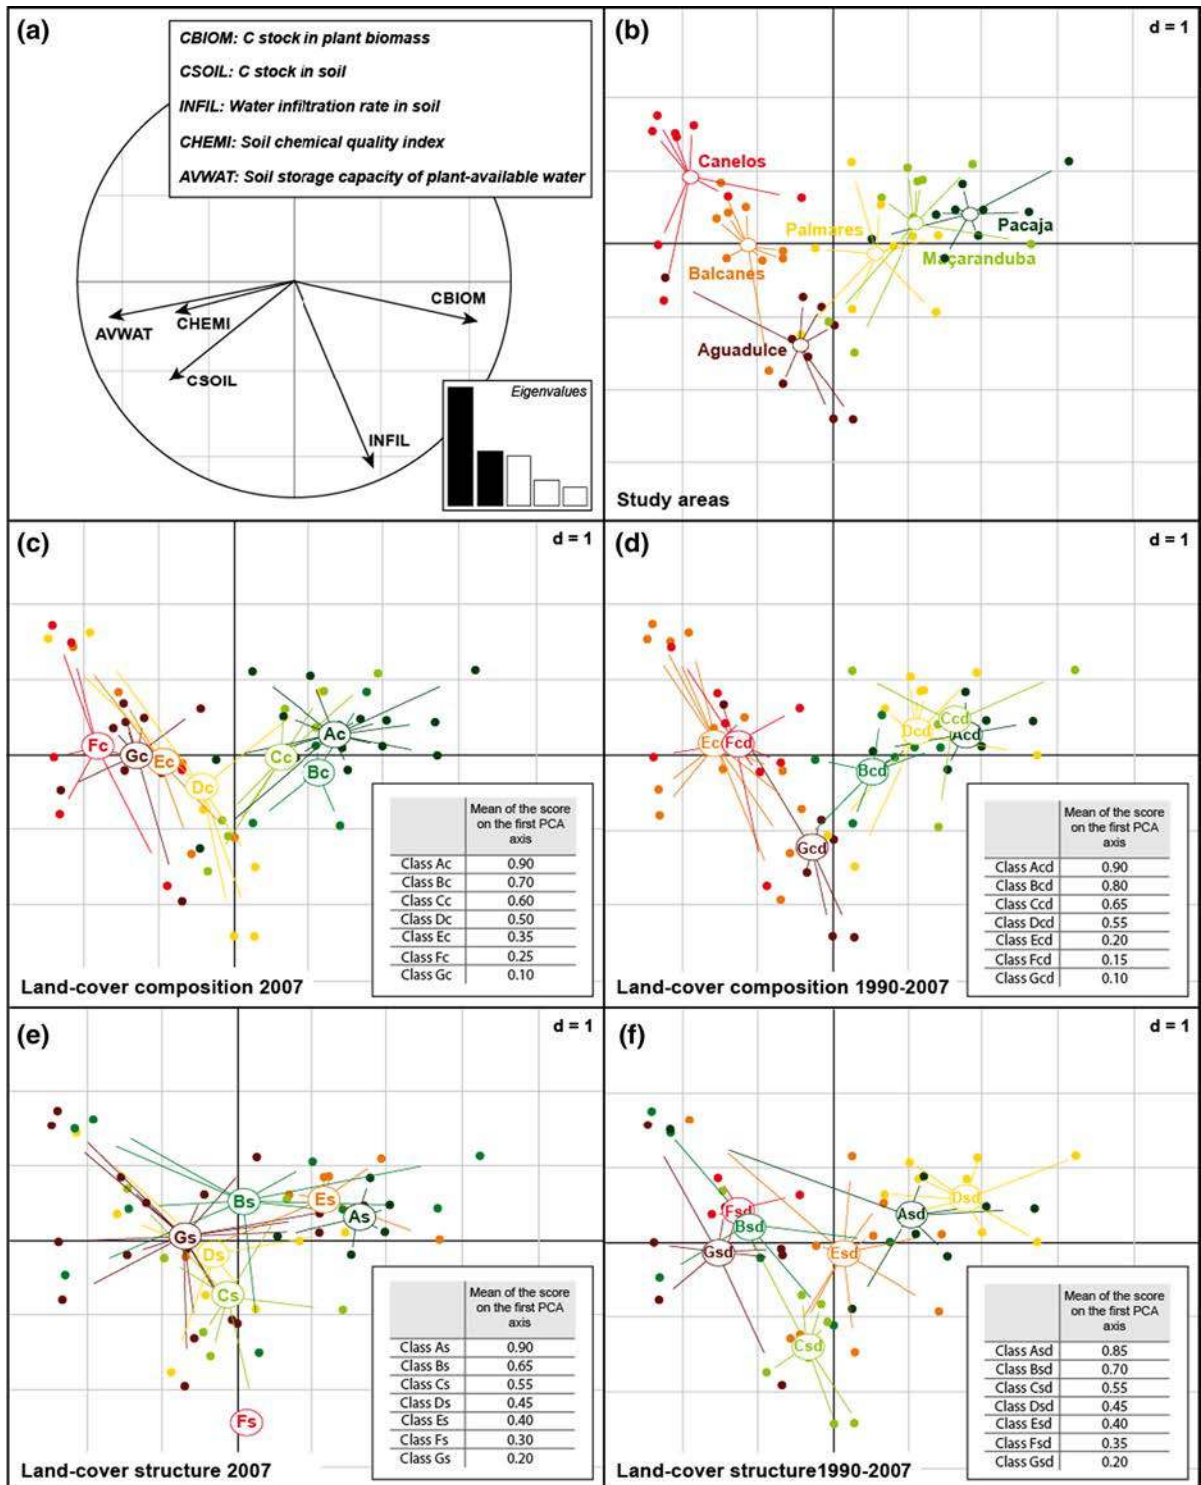 (a)
CBIOM: C stock in plant biomass
CSOIL: C stock in soil
INFIL: Water infiltration rate in soil
CHEMI: Soil chemical quality index
AVWAT: Soil storage capacity of plant-available water
CBIOM
CHEMI
AVWAT
CSOIL
INFIL
Eigenvalues
(b)
d = 1
Canelos
Palmares
Pacaja
Maçaranduba
Balcanes
Aguadulce
Study areas
(c)
d = 1
Fc
Gc
Ec
Dc
Cc
Ac
Bc
Mean of the score
on the first PCA
axis
Class Ac 0.90
Class Bc 0.70
Class Cc 0.60
Class Dc 0.50
Class Ec 0.35
Class Fc 0.25
Class Gc 0.10
Land-cover composition 2007
(d)
d = 1
Ec
Fcd
Dcd
Ccd
Acd
Bcd
Gcd
Mean of the score
on the first PCA
axis
Class Acd 0.90
Class Bcd 0.80
Class Ccd 0.65
Class Dcd 0.55
Class Ecd 0.20
Class Fcd 0.15
Class Gcd 0.10
Land-cover composition 1990-2007
(e)
d = 1
Bs
Es
As
Gs
Ds
Cs
Fs
Mean of the score
on the first PCA
axis
Class As 0.90
Class Bs 0.65
Class Cs 0.55
Class Ds 0.45
Class Es 0.40
Class Fs 0.30
Class Gs 0.20
Land-cover structure 2007
(f)
d = 1
Fsd
Bsd
Gsd
Asd
Dsd
Esd
Csd
Mean of the score
on the first PCA
axis
Class Asd 0.85
Class Bsd 0.70
Class Csd 0.55
Class Dsd 0.45
Class Esd 0.40
Class Fsd 0.35
Class Gsd 0.20
Land-cover structure1990-2007